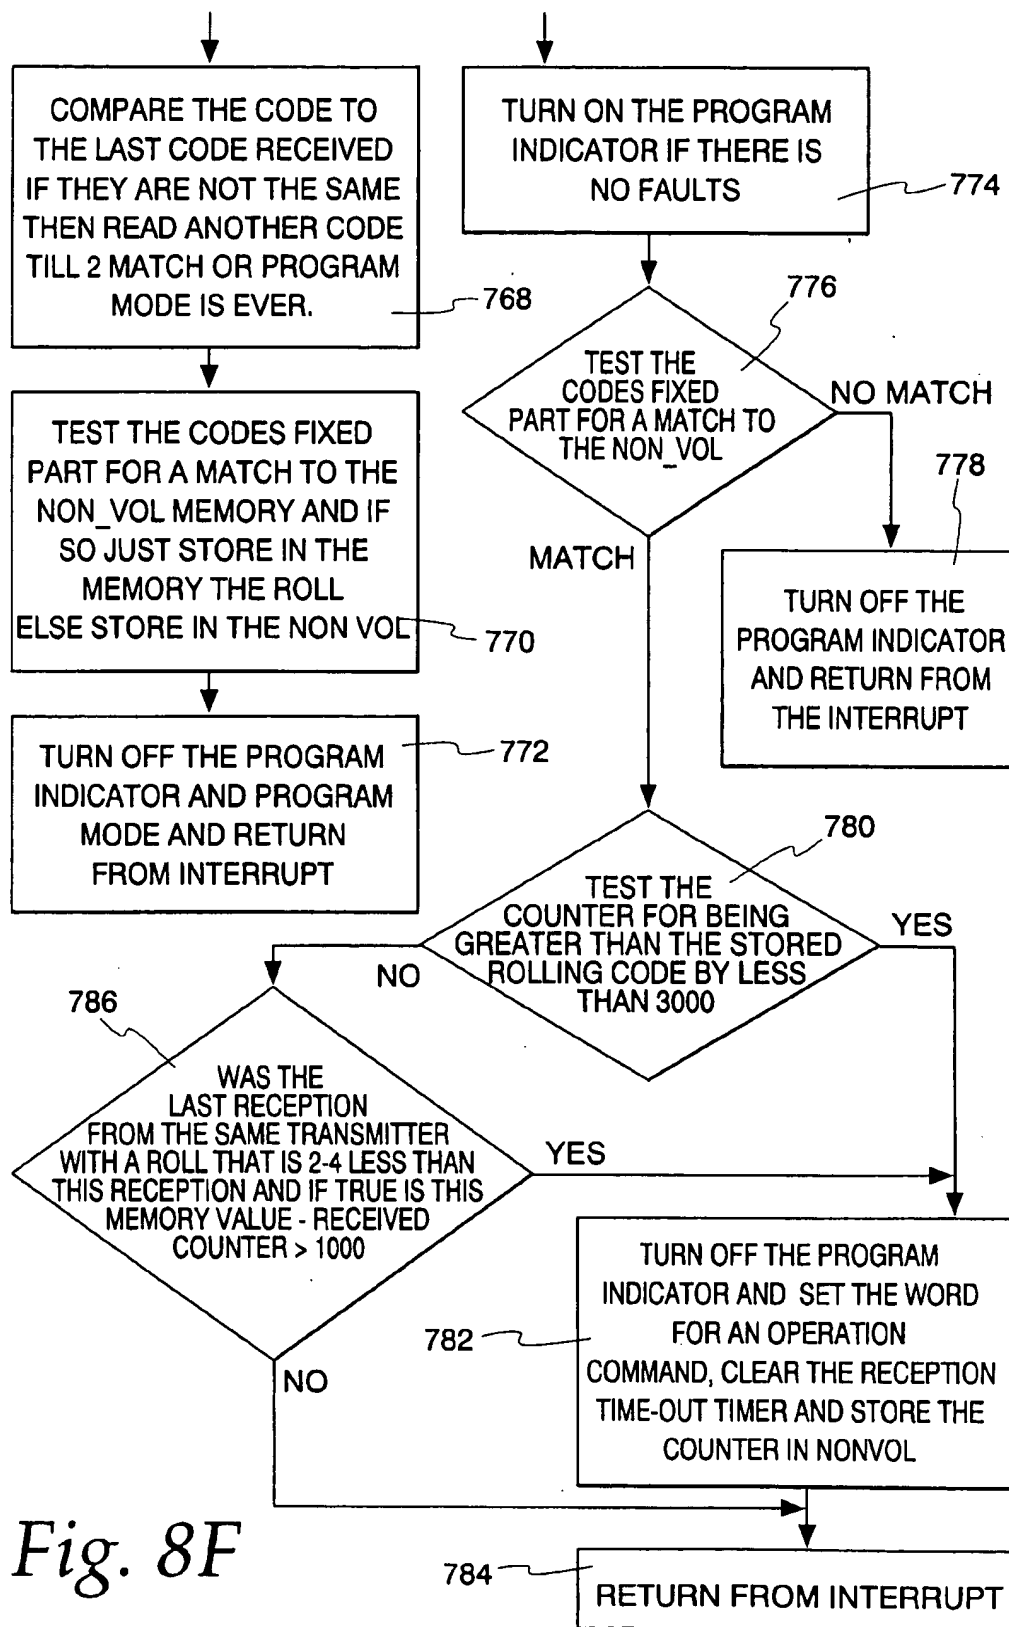 COMPARE THE CODE TO
THE LAST CODE RECEIVED
IF THEY ARE NOT THE SAME
THEN READ ANOTHER CODE
TILL 2 MATCH OR PROGRAM
MODE IS EVER.
768
TEST THE CODES FIXED
PART FOR A MATCH TO THE
NON_VOL MEMORY AND IF
SO JUST STORE IN THE
MEMORY THE ROLL
ELSE STORE IN THE NON VOL
770
TURN OFF THE PROGRAM
INDICATOR AND PROGRAM
MODE AND RETURN
FROM INTERRUPT
772
TURN ON THE PROGRAM
INDICATOR IF THERE IS
NO FAULTS
774
776
TEST THE
CODES FIXED
PART FOR A MATCH TO
THE NON_VOL
NO MATCH
MATCH
778
TURN OFF THE
PROGRAM INDICATOR
AND RETURN FROM
THE INTERRUPT
780
TEST THE
COUNTER FOR BEING
GREATER THAN THE STORED
ROLLING CODE BY LESS
THAN 3000
YES
NO
786
WAS THE
LAST RECEPTION
FROM THE SAME TRANSMITTER
WITH A ROLL THAT IS 2-4 LESS THAN
THIS RECEPTION AND IF TRUE IS THIS
MEMORY VALUE - RECEIVED
COUNTER > 1000
YES
NO
TURN OFF THE PROGRAM
INDICATOR AND SET THE WORD
FOR AN OPERATION
COMMAND, CLEAR THE RECEPTION
TIME-OUT TIMER AND STORE THE
COUNTER IN NONVOL
782
784
RETURN FROM INTERRUPT
Fig. 8F